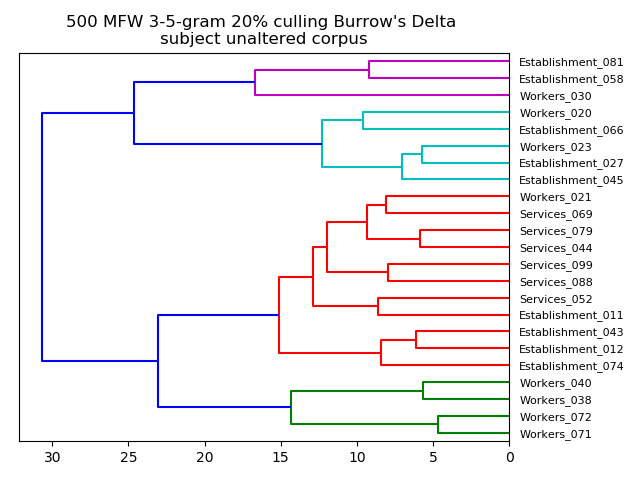 500 MFW 3-5-gram 20% culling Burrow's Delta
subject unaltered corpus
Establishment_081
Establishment_058
Workers_030
Workers_020
Establishment_066
Workers_023
Establishment_027
Establishment_045
Workers_021
Services_069
Services_079
Services_044
Services_099
Services_088
Services_052
Establishment_011
Establishment_043
Establishment_012
Establishment_074
Workers_040
Workers_038
Workers_072
Workers_071
30 25 20 15 10 5 0